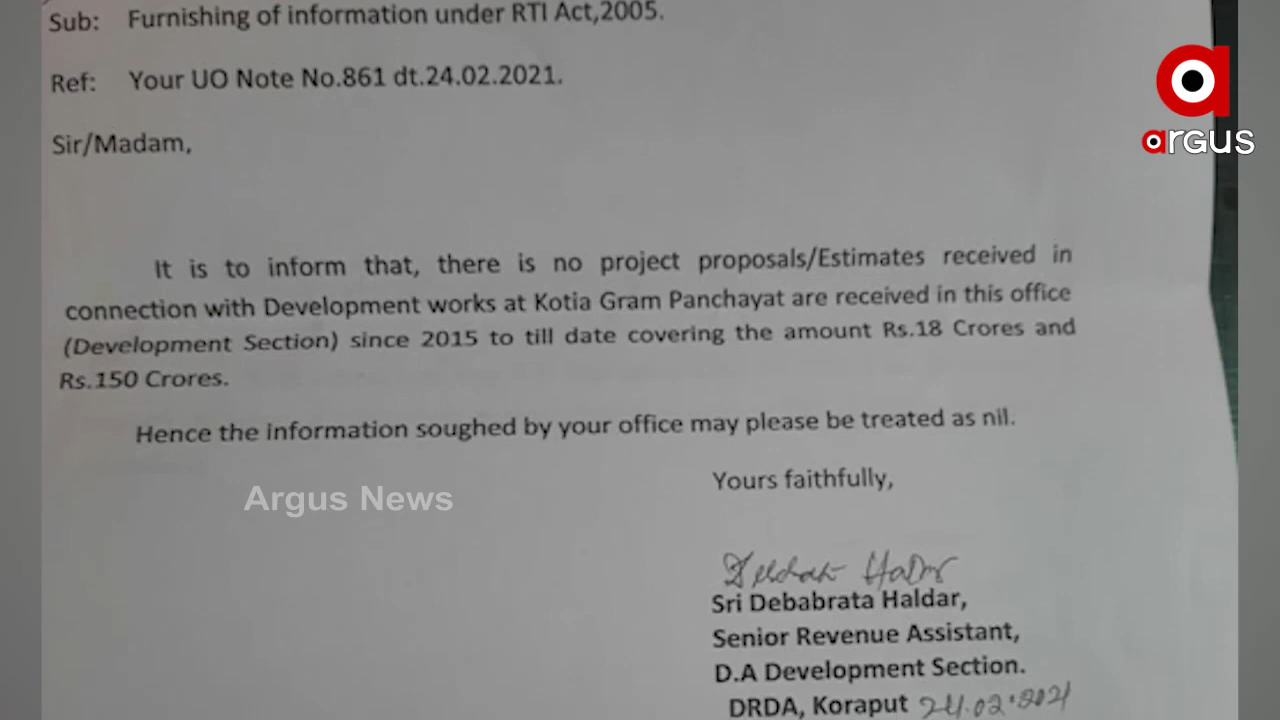 Sub: Furnishing of information under RTI Act,2005.
Ref: Your UO Note No.861 dt.24.02.2021.
argus
Sir/Madam,
It is to inform that, there is no project proposals/Estimates received in
connection with Development works at Kotia Gram Panchayat are received in this office
(Development Section) since 2015 to till date covering the amount Rs.18 Crores and
Rs.150 Crores.
Hence the information soughed by your office may please be treated as nil.
Yours faithfully,
Argus News
Sri Debabrata Haldar,
Senior Revenue Assistant,
D.A Development Section.
DRDA, Koraput 24.02.2021